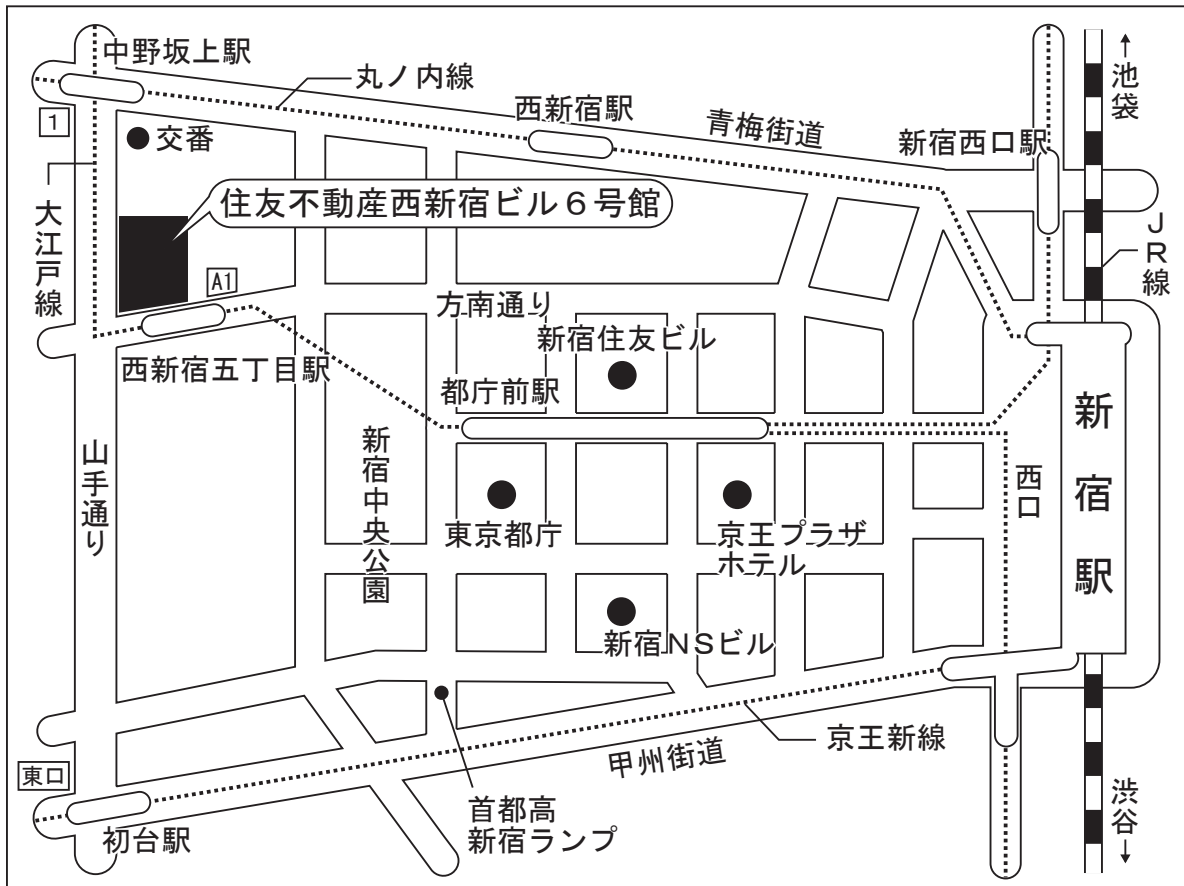 中野坂上駅
丸ノ内線
西新宿駅
青梅街道
新宿西口駅
↑池袋
1
交番
大江戸線
住友不動産西新宿ビル６号館
JR線
A1
方南通り
新宿住友ビル
西新宿五丁目駅
都庁前駅
山手通り
新宿中央公園
東京都庁
京王プラザ
ホテル
西口
新宿駅
新宿NSビル
東口
初台駅
首都高
新宿ランプ
甲州街道
京王新線
渋谷↓